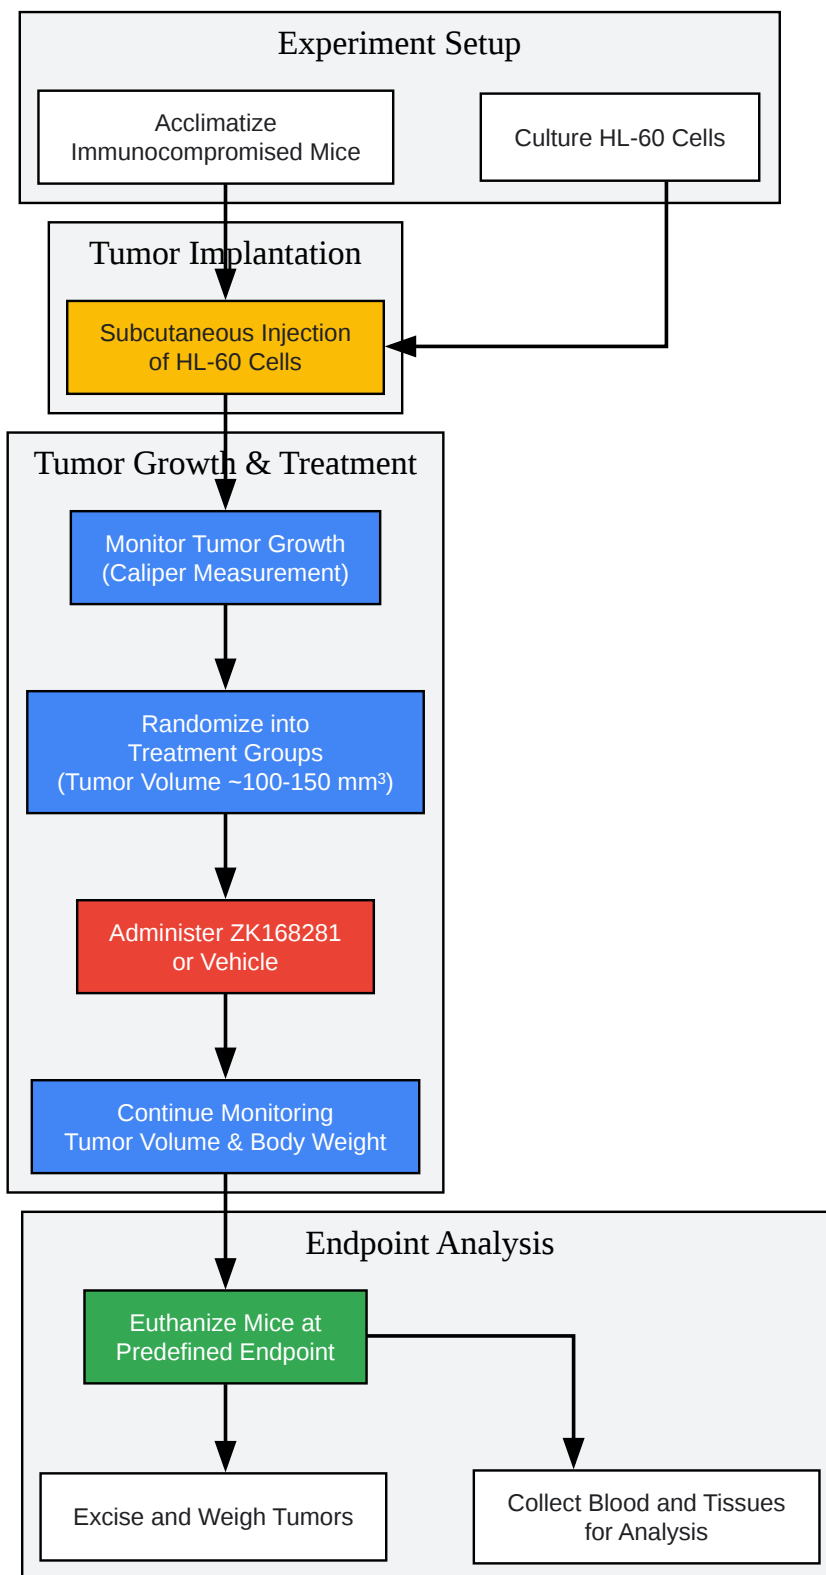 Experiment Setup
Acclimatize
Immunocompromised Mice
Culture HL-60 Cells
Tumor Implantation
Subcutaneous Injection
of HL-60 Cells
Tumor Growth & Treatment
Monitor Tumor Growth
(Caliper Measurement)
Randomize into
Treatment Groups
(Tumor Volume ~100-150 mm³)
Administer ZK168281
or Vehicle
Continue Monitoring
Tumor Volume & Body Weight
Endpoint Analysis
Euthanize Mice at
Predefined Endpoint
Excise and Weigh Tumors
Collect Blood and Tissues
for Analysis